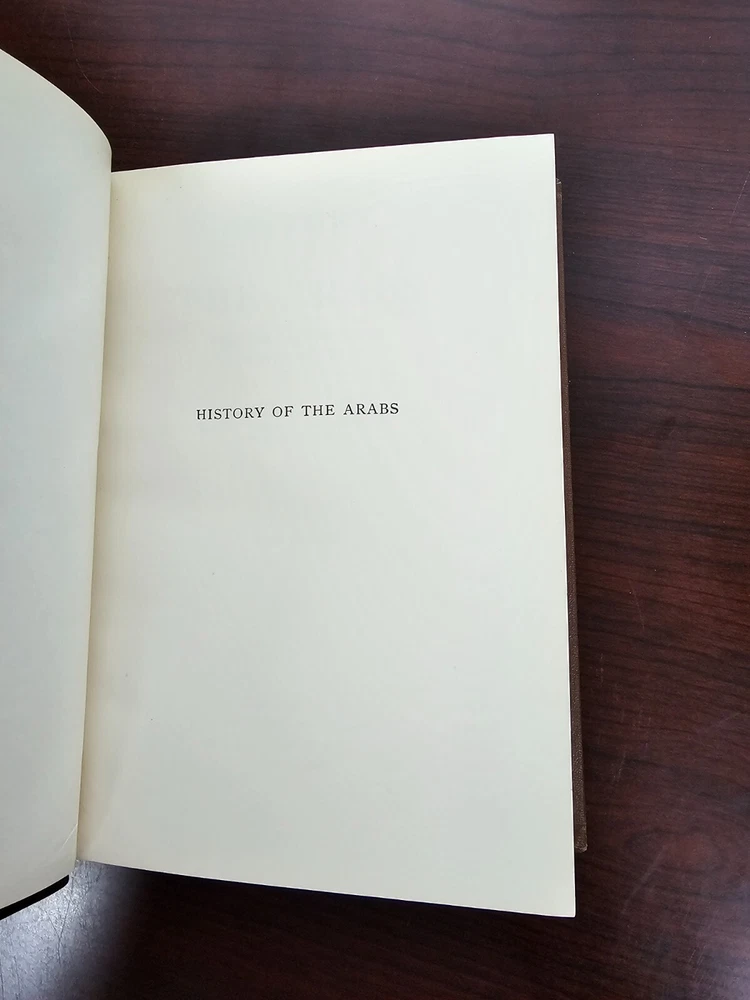 HISTORY OF THE ARABS